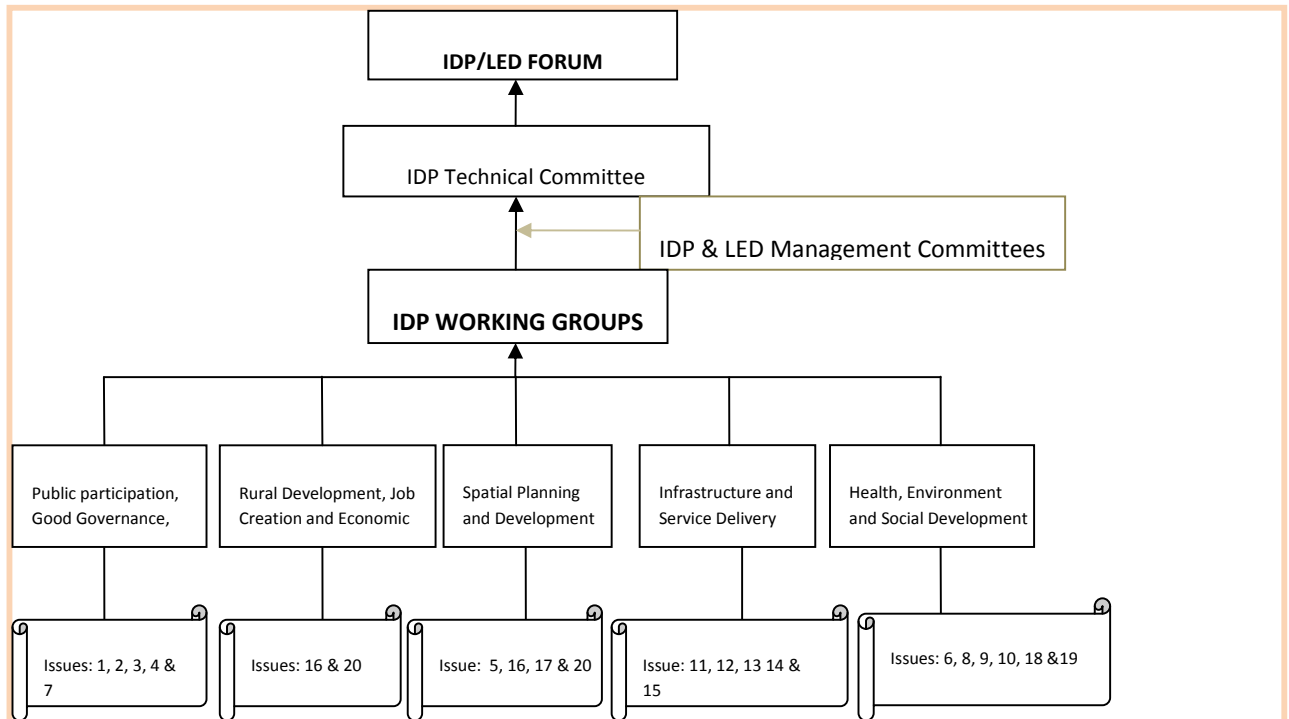 IDP/LED FORUM
IDP Technical Committee
IDP & LED Management Committees
IDP WORKING GROUPS
Public participation,
Good Governance,
Rural Development, Job
Creation and Economic
Spatial Planning
and Development
Infrastructure and
Service Delivery
Health, Environment
and Social Development
Issues: 1, 2, 3, 4 &
7
Issues: 16 & 20
Issue:  5, 16, 17 & 20
Issue: 11, 12, 13 14 &
15
Issues: 6, 8, 9, 10, 18 &19